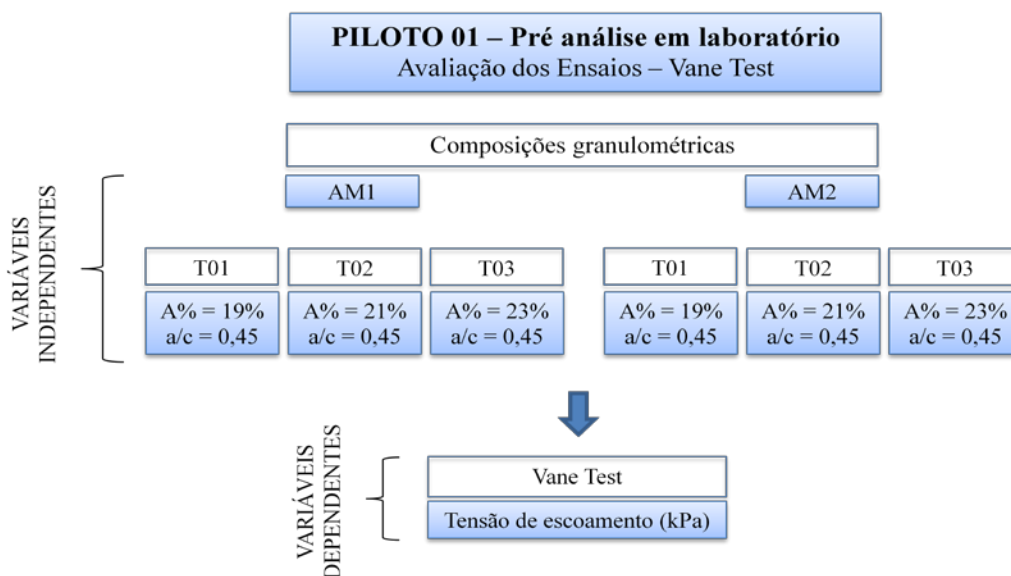 PILOTO 01 – Pré análise em laboratório
Avaliação dos Ensaios – Vane Test
Composições granulométricas
AM1
AM2
VARIÁVEIS
INDEPENDENTES
T01
T02
T03
T01
T02
T03
A% = 19%
a/c = 0,45
A% = 21%
a/c = 0,45
A% = 23%
a/c = 0,45
A% = 19%
a/c = 0,45
A% = 21%
a/c = 0,45
A% = 23%
a/c = 0,45
VARIÁVEIS
DEPENDENTES
Vane Test
Tensão de escoamento (kPa)